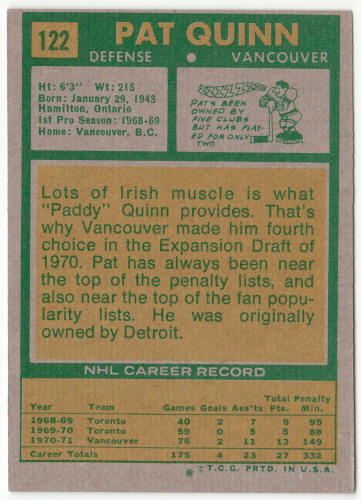 122 PAT QUINN
DEFENSE • VANCOUVER
Ht: 6'3" Wt: 215
Born: January 29, 1943
Hamilton, Ontario
1st Pro Season: 1968-69
Home: Vancouver, B.C.
PAT'S BEEN
OWNED BY
FIVE CLUBS
BUT HAS PLAY-
ED FOR ONLY
TWO
Lots of Irish muscle is what
"Paddy" Quinn provides. That's
why Vancouver made him fourth
choice in the Expansion Draft of
1970. Pat has always been near
the top of the penalty lists, and
also near the top of the fan popu-
larity lists. He was originally
owned by Detroit.
NHL CAREER RECORD
Total Penalty
Year Team Games Goals Ass'ts Pts. Min.
1968-69 Toronto 40 2 7 9 95
1969-70 Toronto 59 0 5 5 88
1970-71 Vancouver 76 2 11 13 149
Career Totals 175 4 23 27 332
* © T.C.G. PRTD. IN U.S.A.